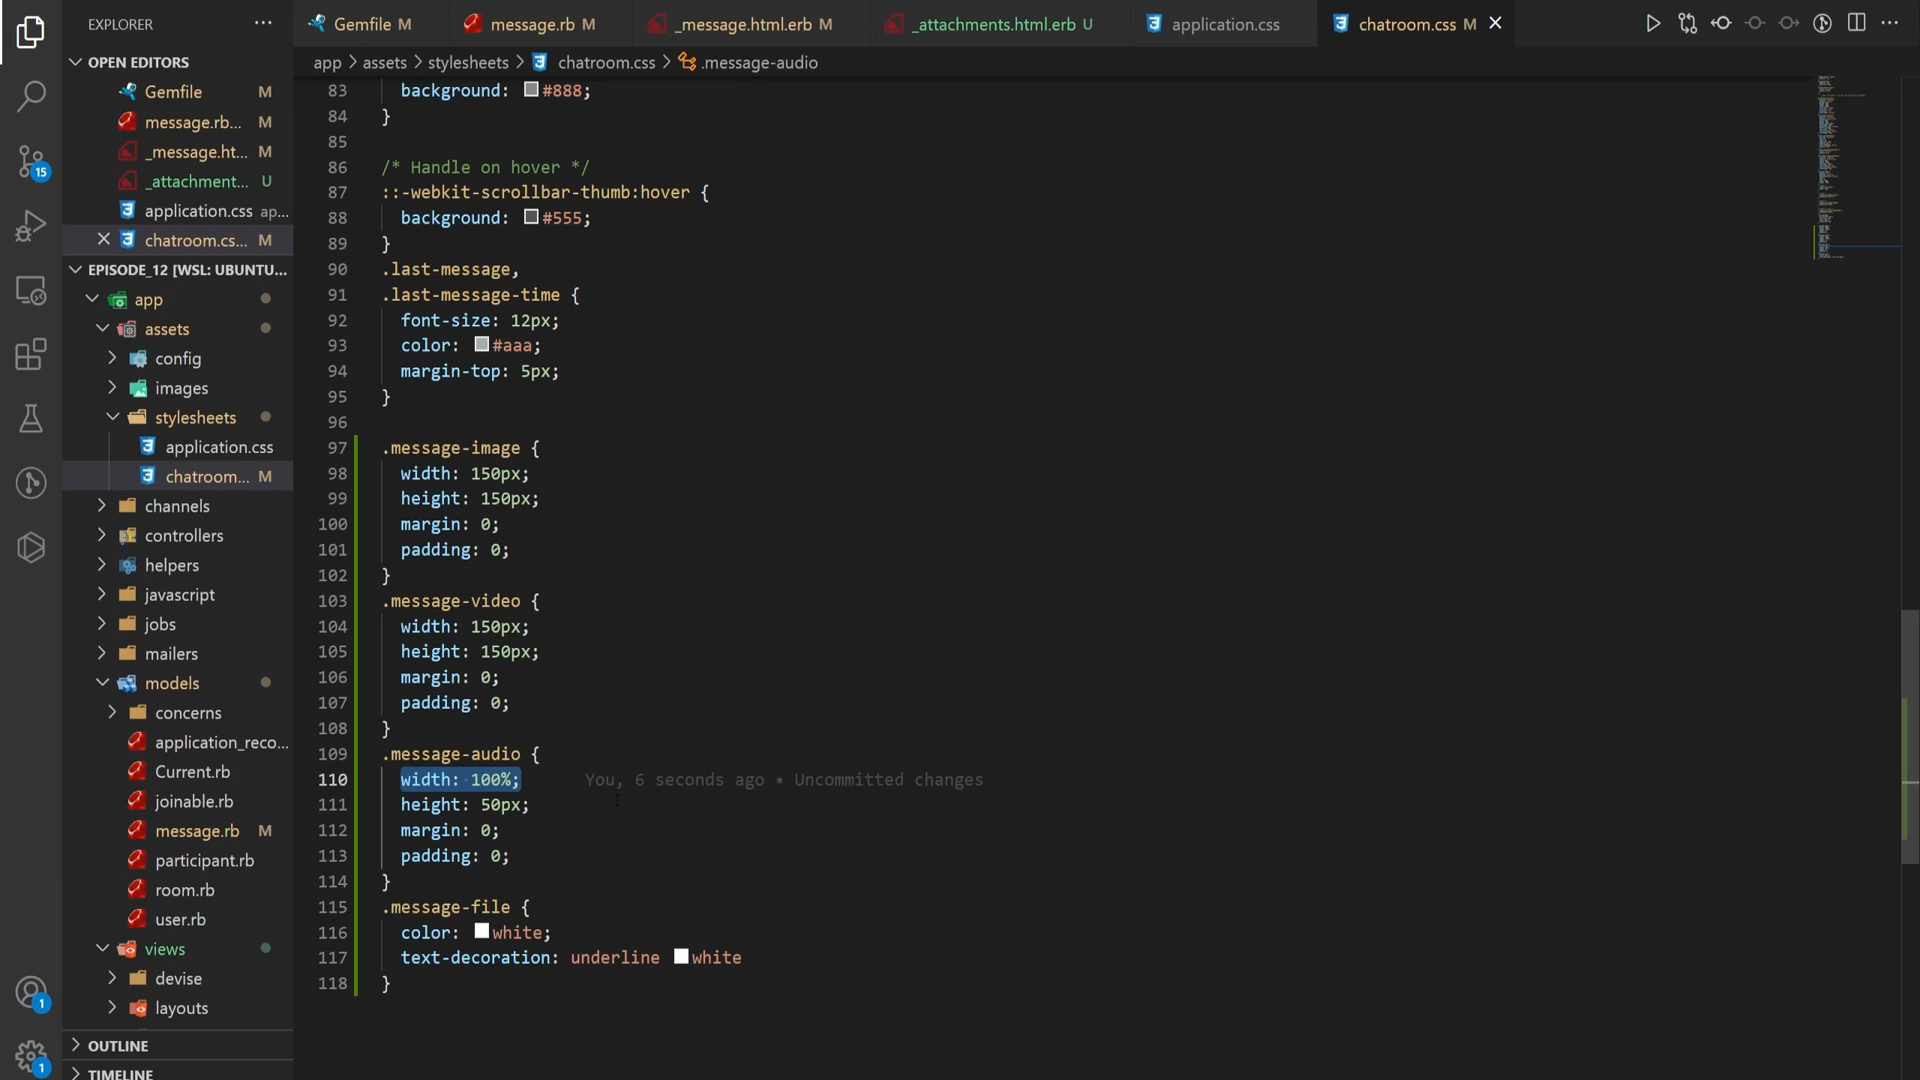 EXPLORER
OPEN EDITORS
Gemfile M
message.rb... M
_message.ht... M
_attachment... U
application.css ap...
chatroom.cs... M
EPISODE_12 [WSL: UBUNTU...
app
assets
config
images
stylesheets
application.css
chatroom... M
channels
controllers
helpers
javascript
jobs
mailers
models
concerns
application_reco...
Current.rb
joinable.rb
message.rb M
participant.rb
room.rb
user.rb
views
devise
layouts
OUTLINE
TIMELINE
15
1
1
Gemfile M message.rb M _message.html.erb M _attachments.html.erb U application.css chatroom.css M
app > assets > stylesheets > chatroom.css > .message-audio
83 background: #888;
84 }
85
86 /* Handle on hover */
87 ::-webkit-scrollbar-thumb:hover {
88 background: #555;
89 }
90 .last-message,
91 .last-message-time {
92 font-size: 12px;
93 color: #aaa;
94 margin-top: 5px;
95 }
96
97 .message-image {
98 width: 150px;
99 height: 150px;
100 margin: 0;
101 padding: 0;
102 }
103 .message-video {
104 width: 150px;
105 height: 150px;
106 margin: 0;
107 padding: 0;
108 }
109 .message-audio {
110 width: 100%; You, 6 seconds ago • Uncommitted changes
111 height: 50px;
112 margin: 0;
113 padding: 0;
114 }
115 .message-file {
116 color: white;
117 text-decoration: underline white
118 }